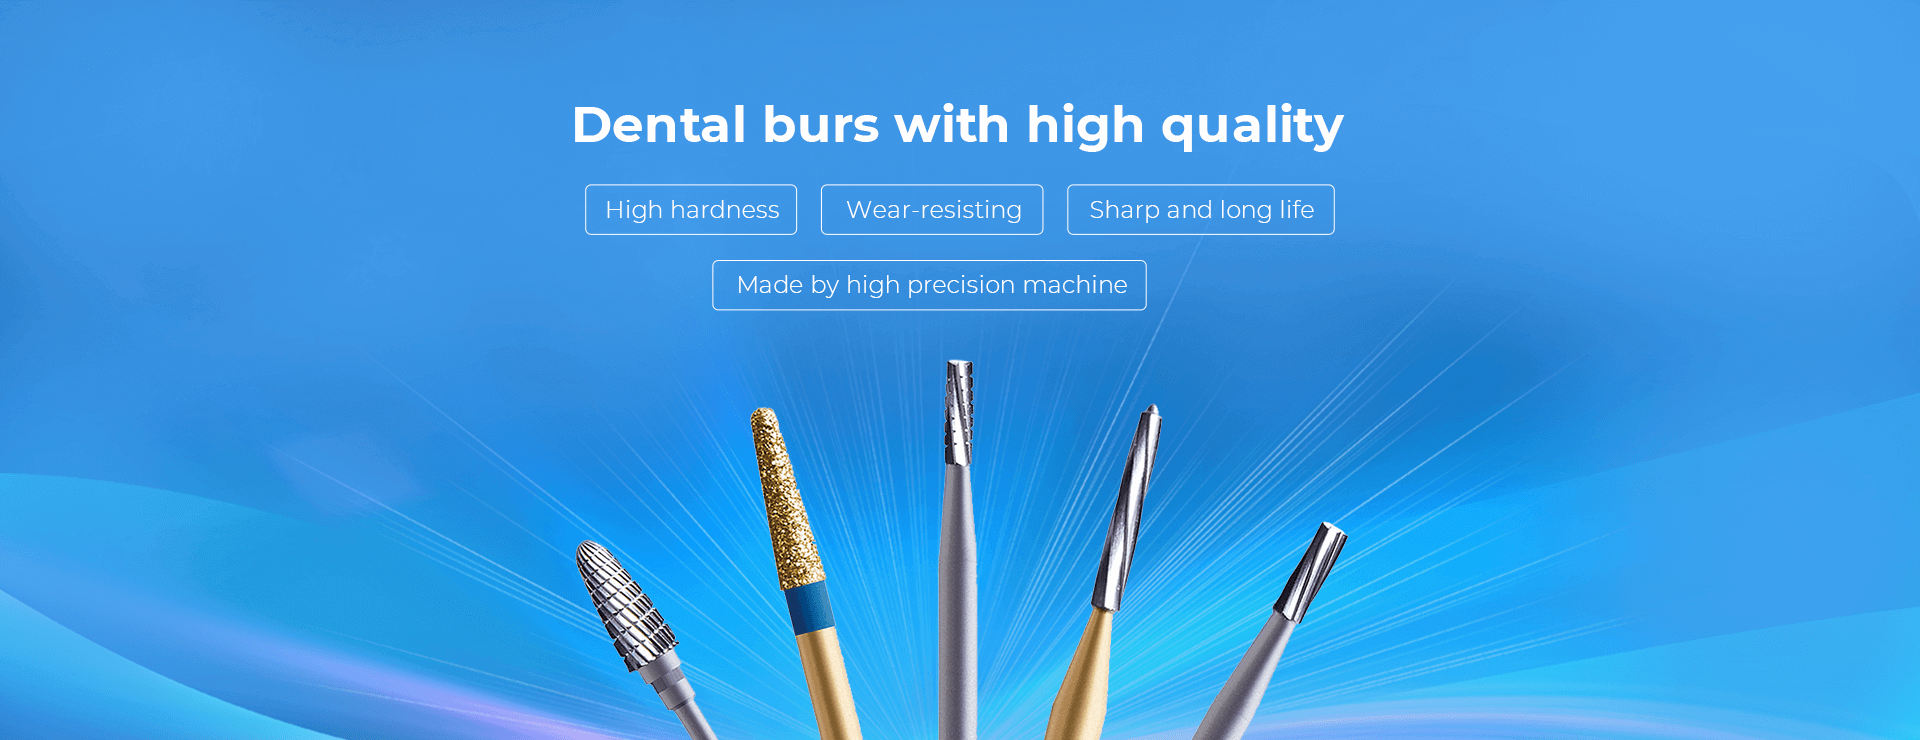 Dental burs with high quality
High hardness
Wear-resisting
Sharp and long life
Made by high precision machine